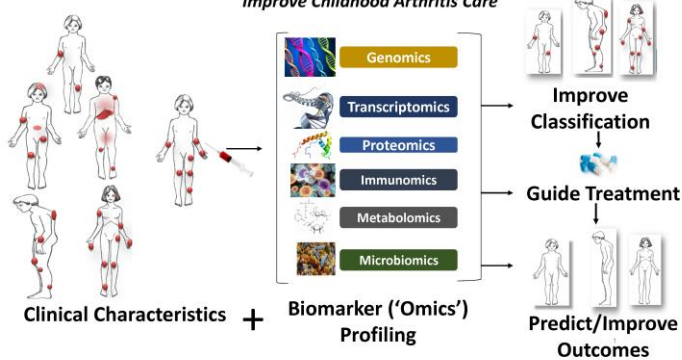 Improve Childhood Arthritis Care
Genomics
Transcriptomics
Proteomics
Immunomics
Metabolomics
Microbiomics
Clinical Characteristics
+
Biomarker (‘Omics’)
Profiling
Improve
Classification
Guide Treatment
Predict/Improve
Outcomes